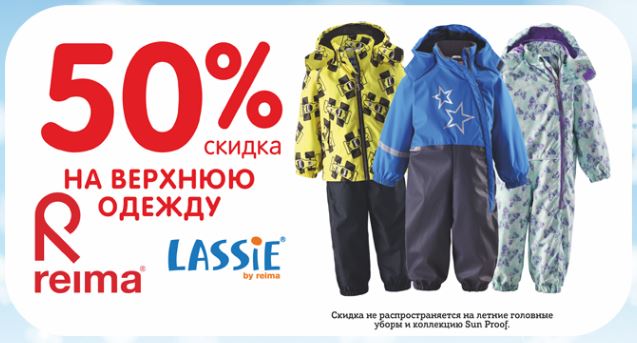 50%
скидка
НА ВЕРХНЮЮ
ОДЕЖДУ
reima®
LASSiE®
by reima
Скидка не распространяется на летние головные
уборы и коллекцию Sun Proof.